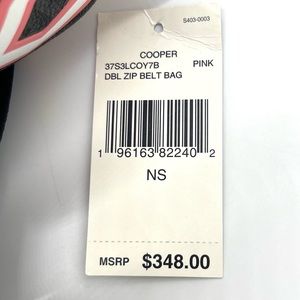 S403-0003
COOPER
37S3LCOY7B PINK
DBL ZIP BELT BAG
1 96163 82240 2
NS
MSRP $348.00